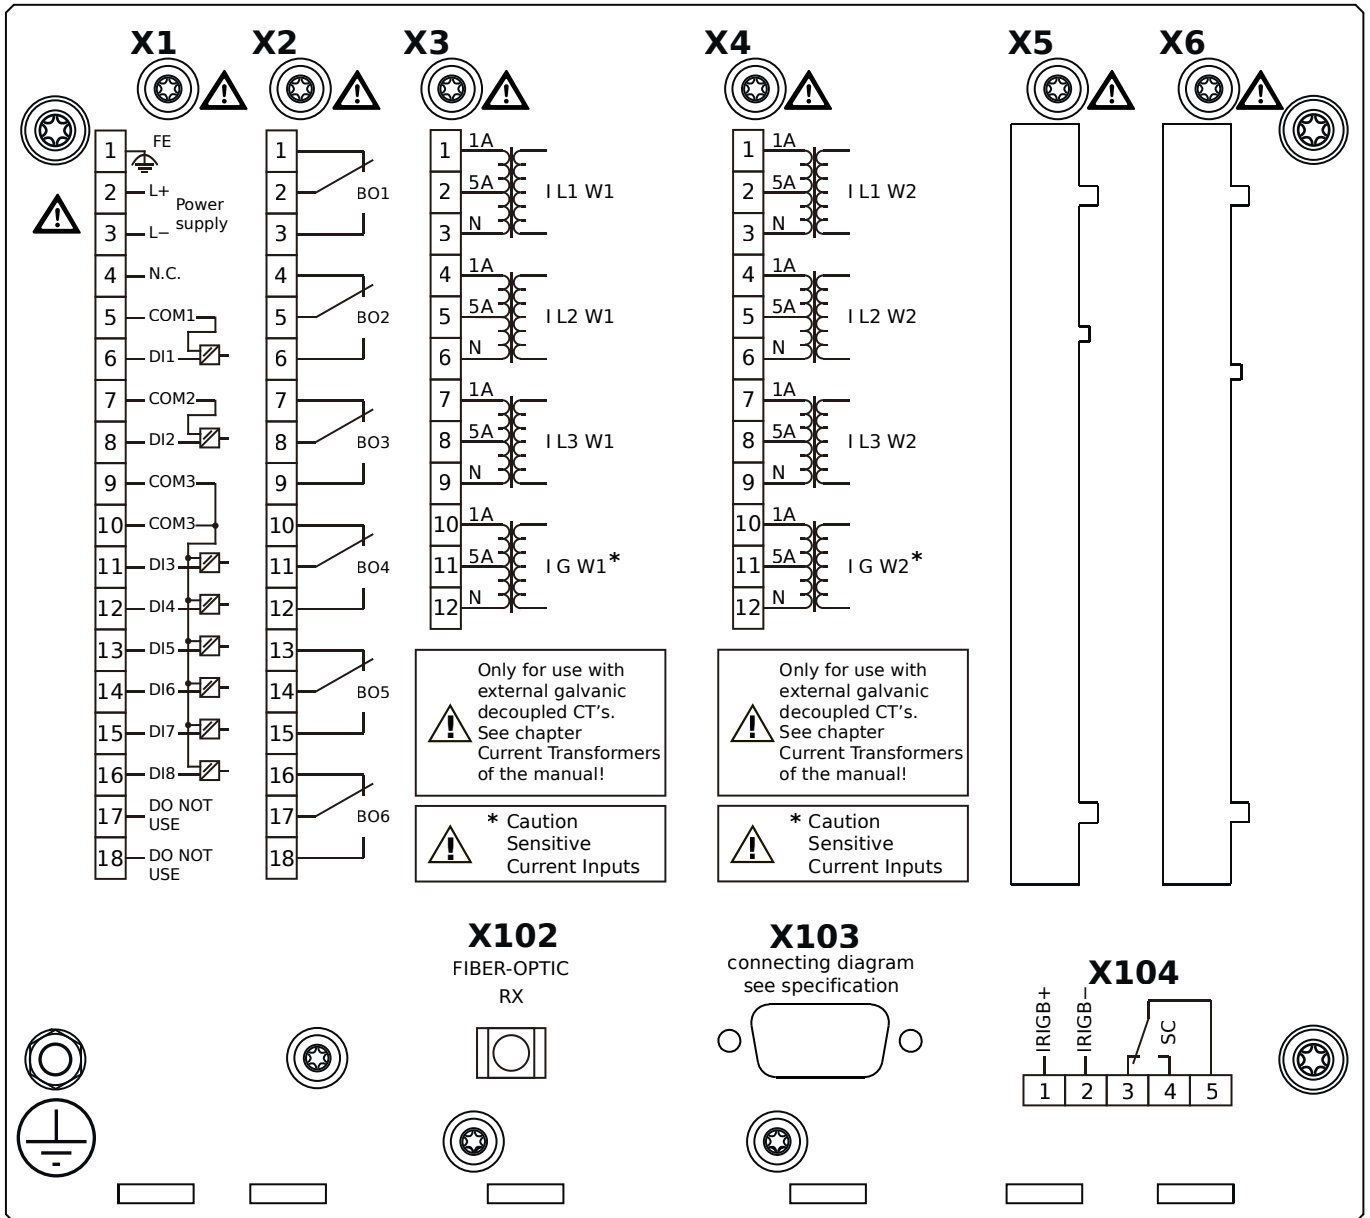 X1
X2
X3
X4
X5
X6
1 FE
2 L+
Power
supply
3 L−
4 N.C.
5 COM1
6 DI1
7 COM2
8 DI2
9 COM3
10 COM3
11 DI3
12 DI4
13 DI5
14 DI6
15 DI7
16 DI8
17 DO NOT
USE
18 DO NOT
USE
1
2 BO1
3
4
5 BO2
6
7
8 BO3
9
10
11 BO4
12
13
14 BO5
15
16
17 BO6
18
1 1A
2 5A I L1 W1
3 N
4 1A
5 5A I L2 W1
6 N
7 1A
8 5A I L3 W1
9 N
10 1A
11 5A I G W1*
12 N
Only for use with
external galvanic
decoupled CT's.
See chapter
Current Transformers
of the manual!
* Caution
Sensitive
Current Inputs
1 1A
2 5A I L1 W2
3 N
4 1A
5 5A I L2 W2
6 N
7 1A
8 5A I L3 W2
9 N
10 1A
11 5A I G W2*
12 N
Only for use with
external galvanic
decoupled CT's.
See chapter
Current Transformers
of the manual!
* Caution
Sensitive
Current Inputs
X102
FIBER-OPTIC
RX
X103
connecting diagram
see specification
X104
IRIGB+
IRIGB−
SC
1 2 3 4 5